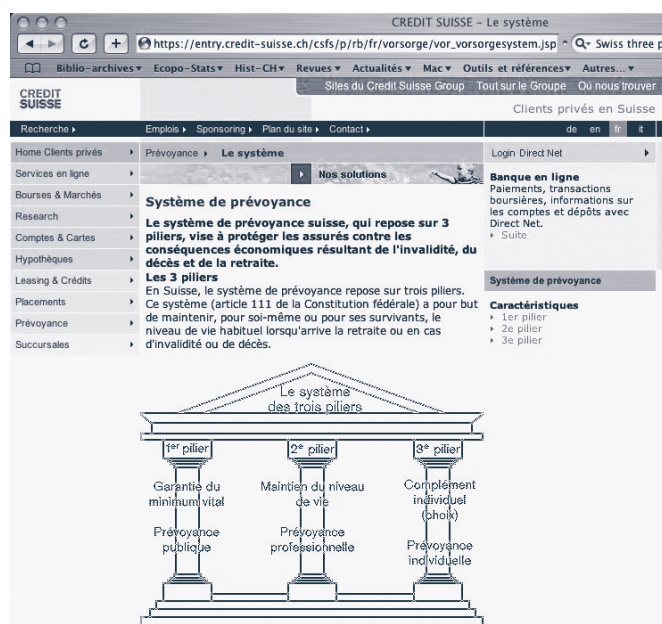 CREDIT SUISSE – Le système
https://entry.credit-suisse.ch/csfs/p/rb/fr/vorsorge/vor_vorsorgesystem.jsp
Swiss three p
Biblio-archives Ecopo-Stats Hist-CH Revues Actualités Mac Outils et références Autres...
CREDIT
SUISSE
Sites du Credit Suisse Group Tout sur le Groupe Où nous trouver
Clients privés en Suisse
Recherche Emplois Sponsoring Plan du site Contact de en fr it
Home Clients privés
Services en ligne
Bourses & Marchés
Research
Comptes & Cartes
Hypothèques
Leasing & Crédits
Placements
Prévoyance
Succursales
Prévoyance Le système
Nos solutions
Système de prévoyance
Le système de prévoyance suisse, qui repose sur 3
piliers, vise à protéger les assurés contre les
conséquences économiques résultant de l'invalidité, du
décès et de la retraite.
Les 3 piliers
En Suisse, le système de prévoyance repose sur trois piliers.
Ce système (article 111 de la Constitution fédérale) a pour but
de maintenir, pour soi-même ou pour ses survivants, le
niveau de vie habituel lorsqu'arrive la retraite ou en cas
d'invalidité ou de décès.
Login Direct Net
Banque en ligne
Paiements, transactions
boursières, informations sur
les comptes et dépôts avec
Direct Net.
Suite
Système de prévoyance
Caractéristiques
1er pilier
2e pilier
3e pilier
Le système
des trois piliers
1er pilier
Garantie du
minimum vital
Prévoyance
publique
2e pilier
Maintien du niveau
de vie
Prévoyance
professionnelle
3e pilier
Complément
individuel
(choix)
Prévoyance
individuelle